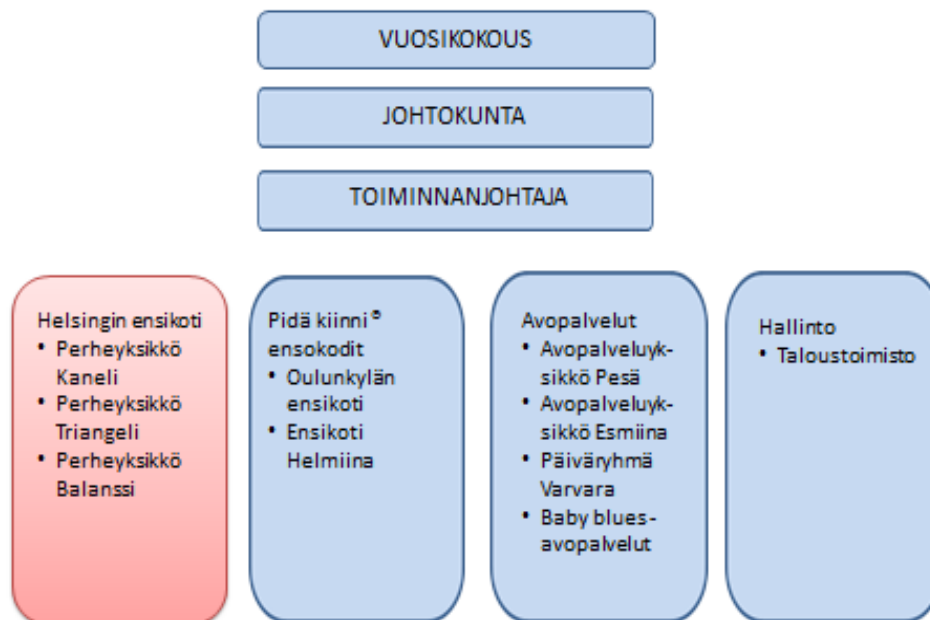 VUOSIKOKOUS
JOHTOKUNTA
TOIMINNANJOHTAJA
Helsingin ensikoti
• Perheyksikkö
Kaneli
• Perheyksikkö
Triangeli
• Perheyksikkö
Balanssi
Pidä kiinni®
ensokodit
• Oulunkylän
ensikoti
• Ensikoti
Helmiina
Avopalvelut
• Avopalveluyk-
sikkö Pesä
• Avopalveluyk-
sikkö Esmiina
• Päiväryhmä
Varvara
• Baby blues-
avopalvelut
Hallinto
• Taloustoimisto